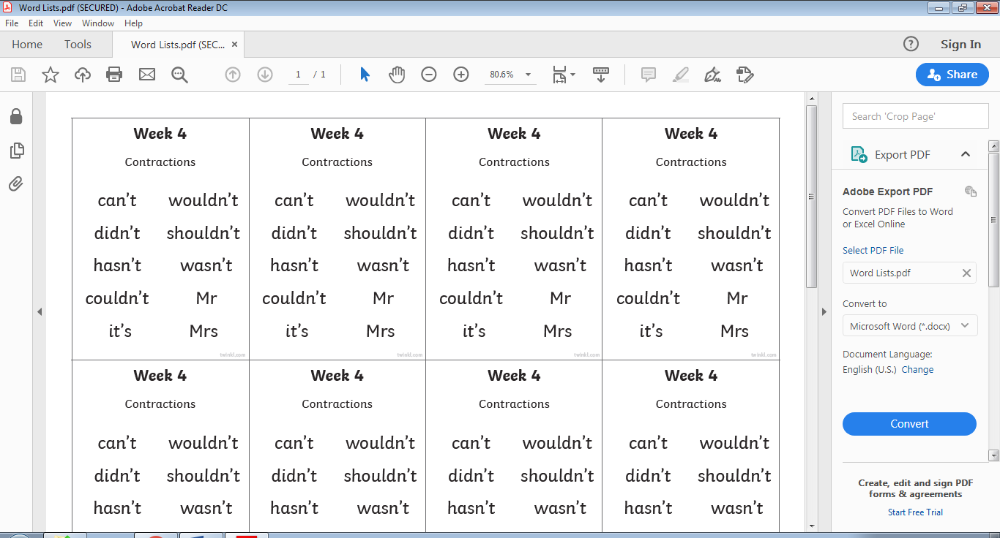 Word Lists.pdf (SECURED) - Adobe Acrobat Reader DC
File Edit View Window Help
Home Tools Word Lists.pdf (SEC... × ? Sign In
1 / 1 80.6% Share
Week 4 Week 4 Week 4 Week 4
Contractions Contractions Contractions Contractions
can’t wouldn’t can’t wouldn’t can’t wouldn’t can’t wouldn’t
didn’t shouldn’t didn’t shouldn’t didn’t shouldn’t didn’t shouldn’t
hasn’t wasn’t hasn’t wasn’t hasn’t wasn’t hasn’t wasn’t
couldn’t Mr couldn’t Mr couldn’t Mr couldn’t Mr
it’s Mrs it’s Mrs it’s Mrs it’s Mrs
twinkl.com twinkl.com twinkl.com twinkl.com
Week 4 Week 4 Week 4 Week 4
Contractions Contractions Contractions Contractions
can’t wouldn’t can’t wouldn’t can’t wouldn’t can’t wouldn’t
didn’t shouldn’t didn’t shouldn’t didn’t shouldn’t didn’t shouldn’t
hasn’t wasn’t hasn’t wasn’t hasn’t wasn’t hasn’t wasn’t
Search 'Crop Page'
Export PDF
Adobe Export PDF
Convert PDF Files to Word
or Excel Online
Select PDF File
Word Lists.pdf
Convert to
Microsoft Word (*.docx)
Document Language:
English (U.S.) Change
Convert
Create, edit and sign PDF
forms & agreements
Start Free Trial